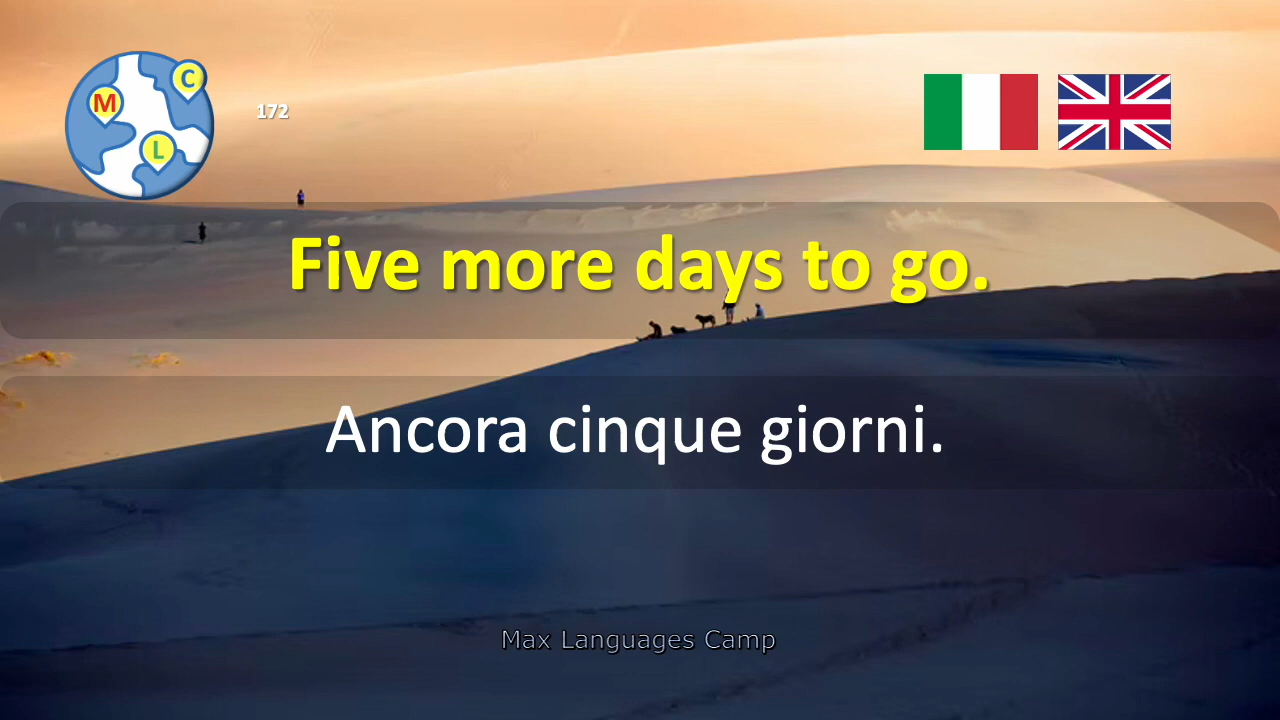 M
C
L
172
Five more days to go.
Ancora cinque giorni.
Max Languages Camp